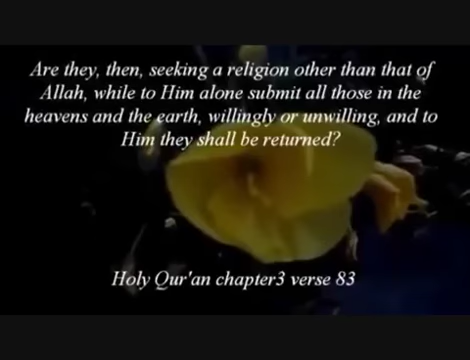 Are they, then, seeking a religion other than that of
Allah, while to Him alone submit all those in the
heavens and the earth, willingly or unwilling, and to
Him they shall be returned?
Holy Qur'an chapter3 verse 83